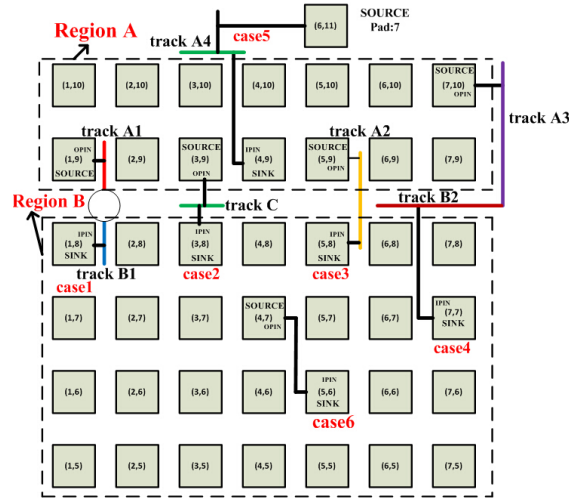 SOURCE
Pad:7
(6,11)
Region A
track A4
case5
(1,10) (2,10) (3,10) (4,10) (5,10) (6,10) SOURCE (7,10) OPIN
track A3
track A1
track A2
OPIN (1,9) SOURCE
(2,9)
SOURCE (3,9) OPIN
IPIN (4,9) SINK
SOURCE (5,9) OPIN
(6,9) (7,9)
Region B
track C
track B2
IPIN (1,8) SINK
(2,8)
IPIN (3,8) SINK
(4,8)
IPIN (5,8) SINK
(6,8) (7,8)
track B1
case1
case2
case3
(1,7) (2,7) (3,7)
SOURCE (4,7) OPIN
(5,7) (6,7)
IPIN (7,7) SINK
case4
(1,6) (2,6) (3,6) (4,6)
IPIN (5,6) SINK
(6,6) (7,6)
case6
(1,5) (2,5) (3,5) (4,5) (5,5) (6,5) (7,5)